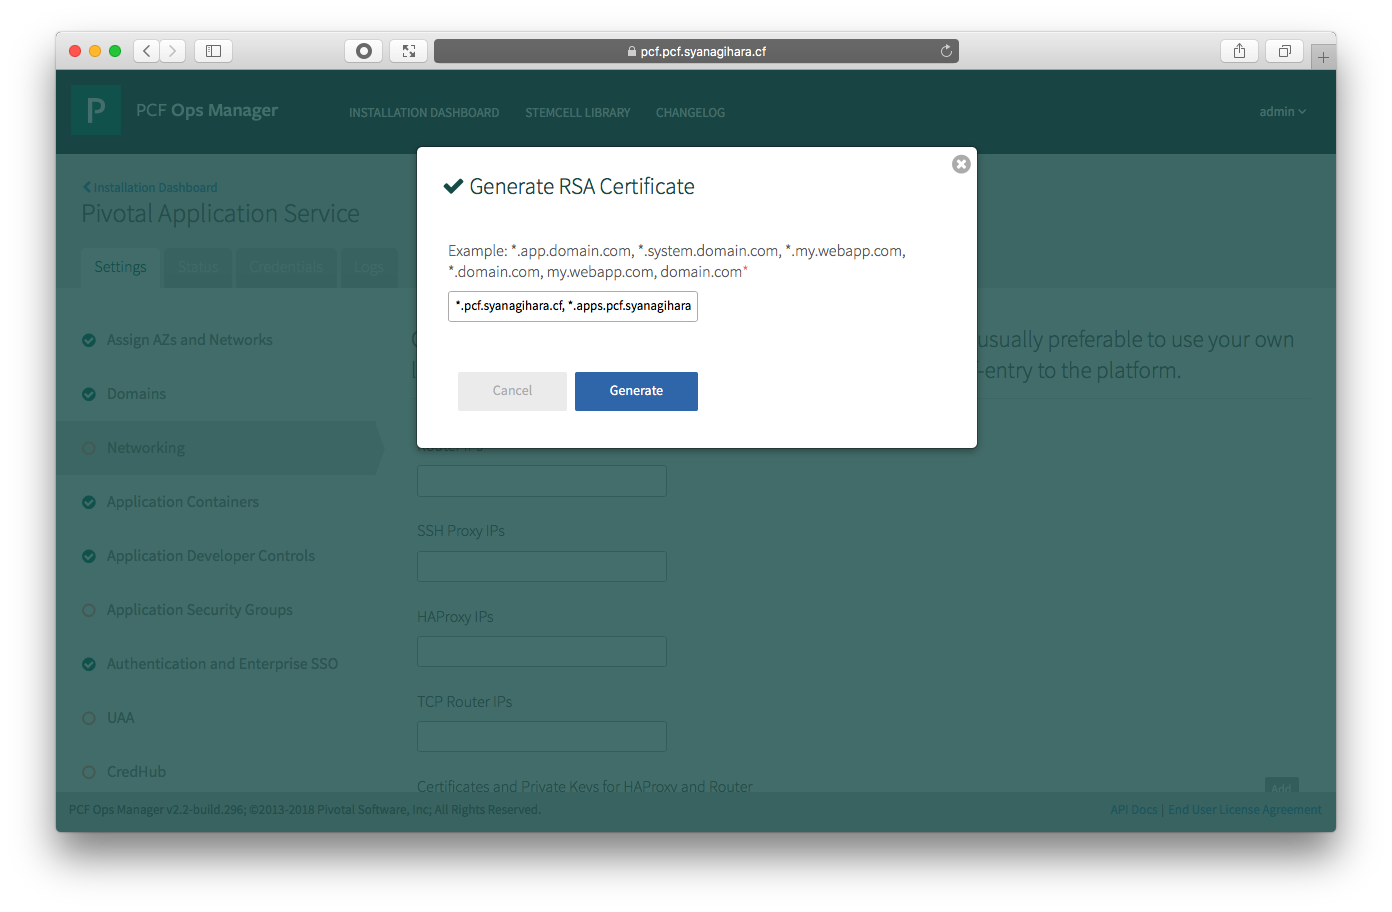 pcf.pcf.syanagihara.cf
P
PCF Ops Manager
INSTALLATION DASHBOARD
STEMCELL LIBRARY
CHANGELOG
admin
Installation Dashboard
Pivotal Application Service
Settings
Status
Credentials
Logs
Generate RSA Certificate
Example: *.app.domain.com, *.system.domain.com, *.my.webapp.com,
*.domain.com, my.webapp.com, domain.com*
*.pcf.syanagihara.cf, *.apps.pcf.syanagihara
Cancel
Generate
Assign AZs and Networks
Domains
Networking
Application Containers
Application Developer Controls
Application Security Groups
Authentication and Enterprise SSO
UAA
CredHub
usually preferable to use your own
-entry to the platform.
Router IPs
SSH Proxy IPs
HAProxy IPs
TCP Router IPs
Certificates and Private Keys for HAProxy and Router
Add
PCF Ops Manager v2.2-build.296; ©2013-2018 Pivotal Software, Inc; All Rights Reserved.
API Docs | End User License Agreement